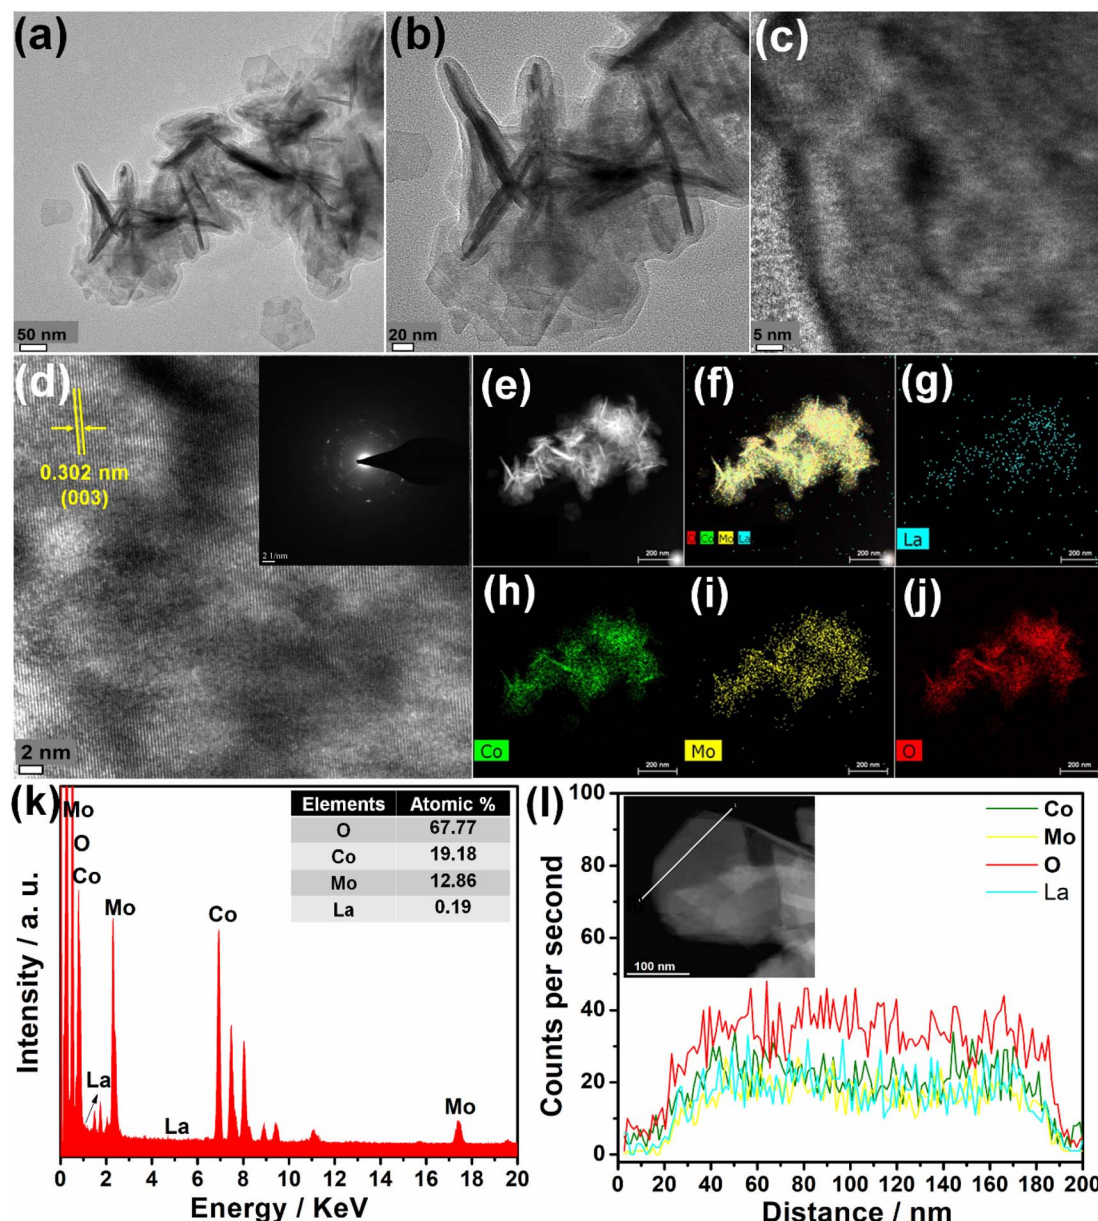 (a)
50 nm
(b)
20 nm
(c)
5 nm
(d)
0.302 nm
(003)
2 1/nm
2 nm
(e)
(f)
O Co Mo La
200 nm
(g)
La
(h)
Co
200 nm
(i)
Mo
200 nm
(j)
O
200 nm
(k)
Mo
O
Co
La
Mo
La
Co
Mo
Elements Atomic %
O 67.77
Co 19.18
Mo 12.86
La 0.19
Intensity / a. u.
0 2 4 6 8 10 12 14 16 18 20
Energy / KeV
(l)
100 nm
Co
Mo
O
La
Counts per second
100
80
60
40
20
0
0 20 40 60 80 100 120 140 160 180 200
Distance / nm